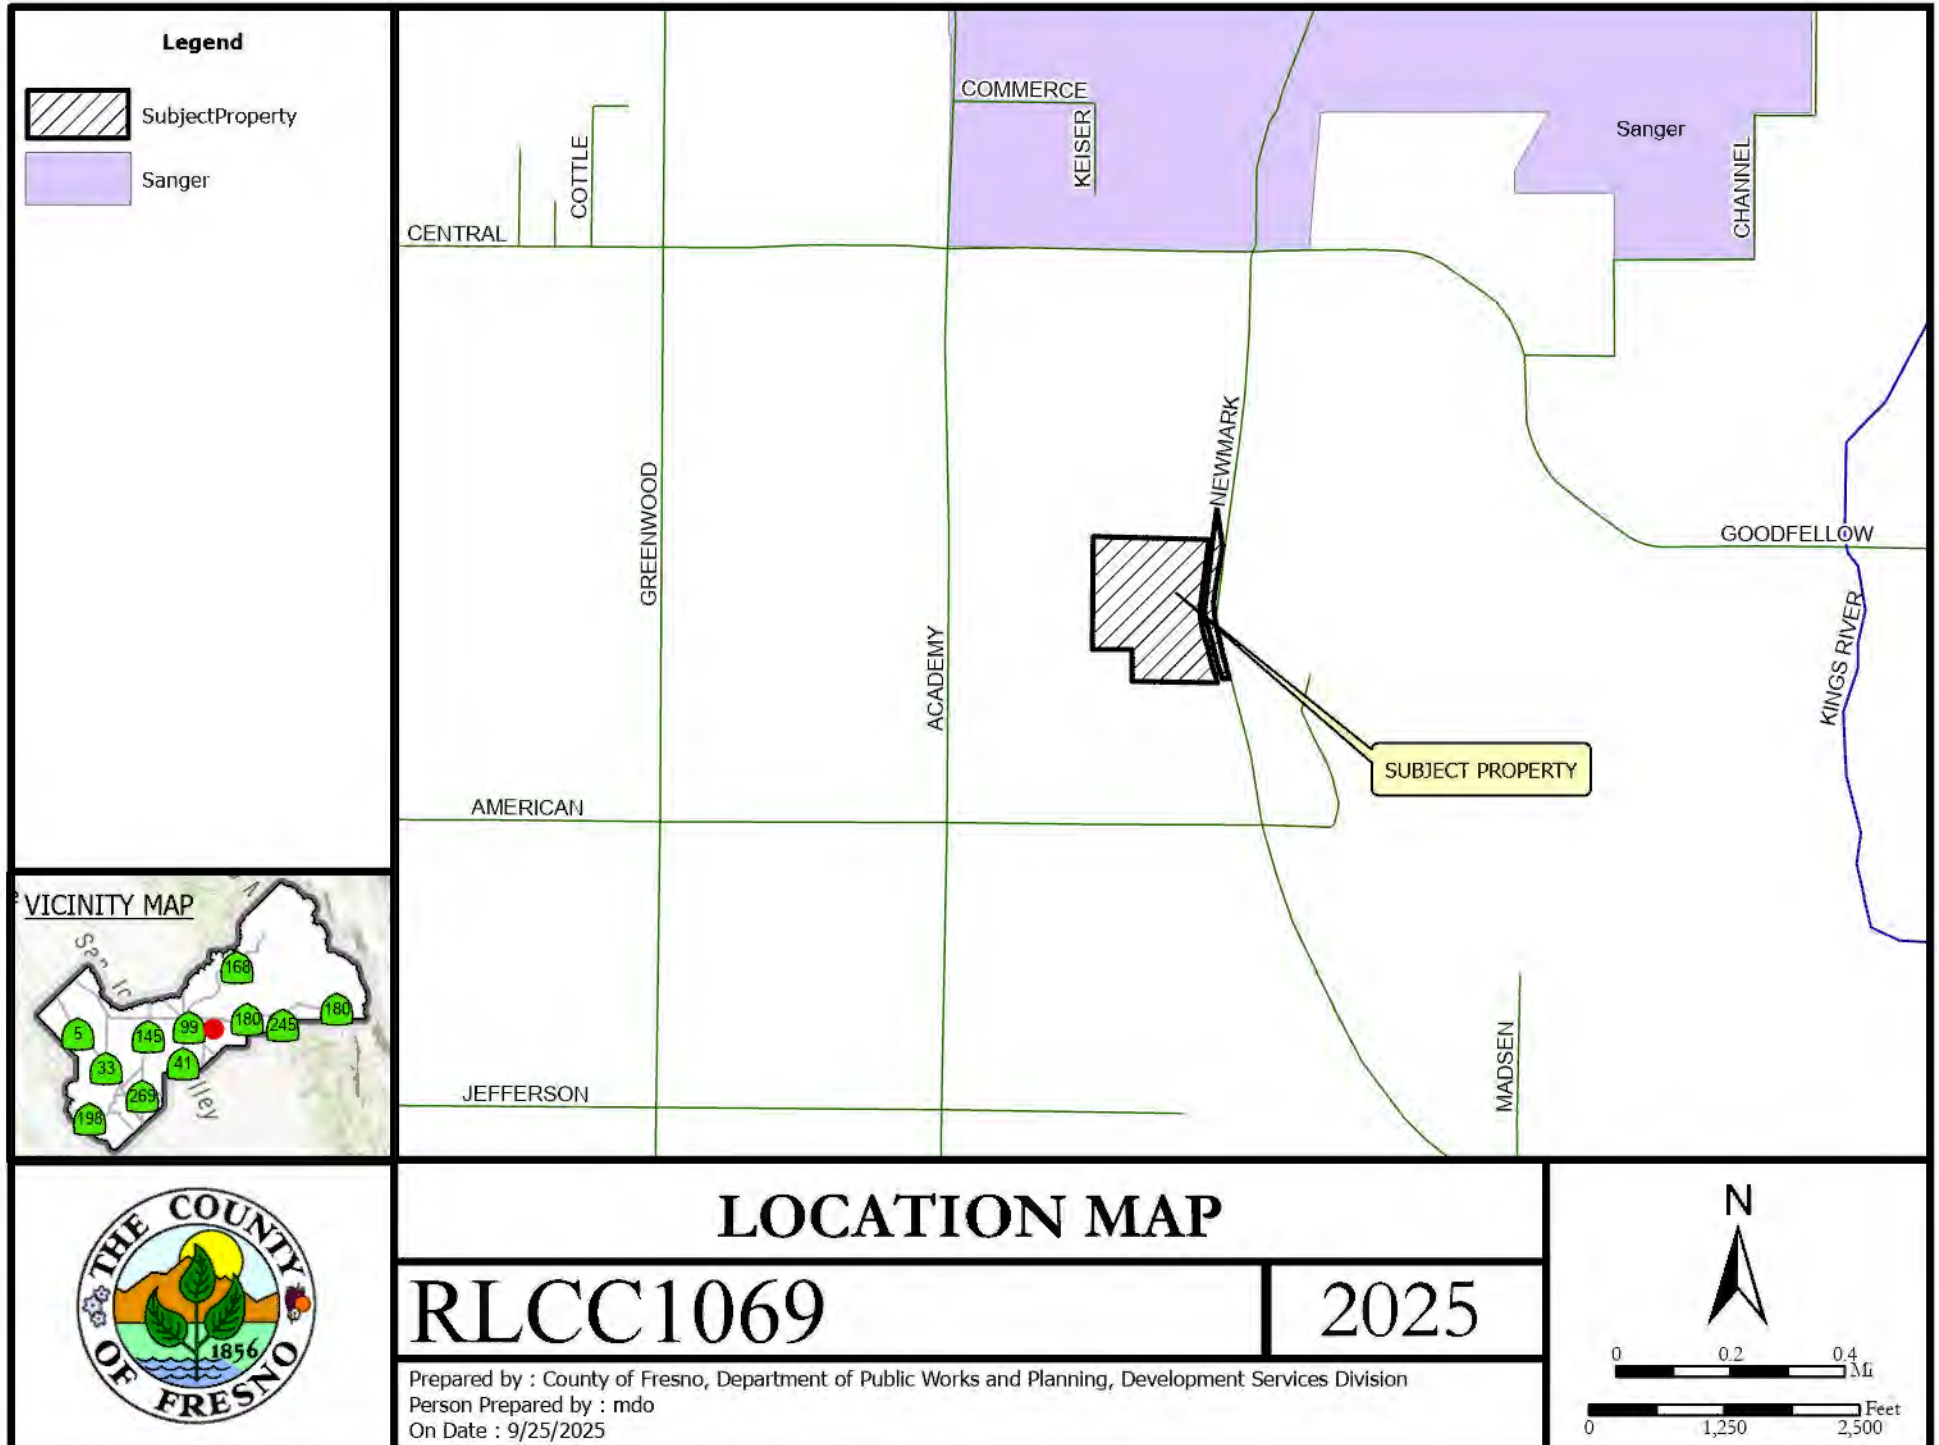 Legend
SubjectProperty
Sanger
COMMERCE
KEISER
COTTLE
Sanger
CHANNEL
CENTRAL
NEWMARK
GREENWOOD
GOODFELLOW
ACADEMY
KINGS RIVER
SUBJECT PROPERTY
AMERICAN
MADSEN
JEFFERSON
VICINITY MAP
168
180
180
245
99
145
5
41
33
269
198
lley
THE COUNTY
OF FRESNO
1856
LOCATION MAP
RLCC1069
2025
Prepared by : County of Fresno, Department of Public Works and Planning, Development Services Division
Person Prepared by : mdo
On Date : 9/25/2025
N
0 0.2 0.4
Mi
Feet
0 1,250 2,500